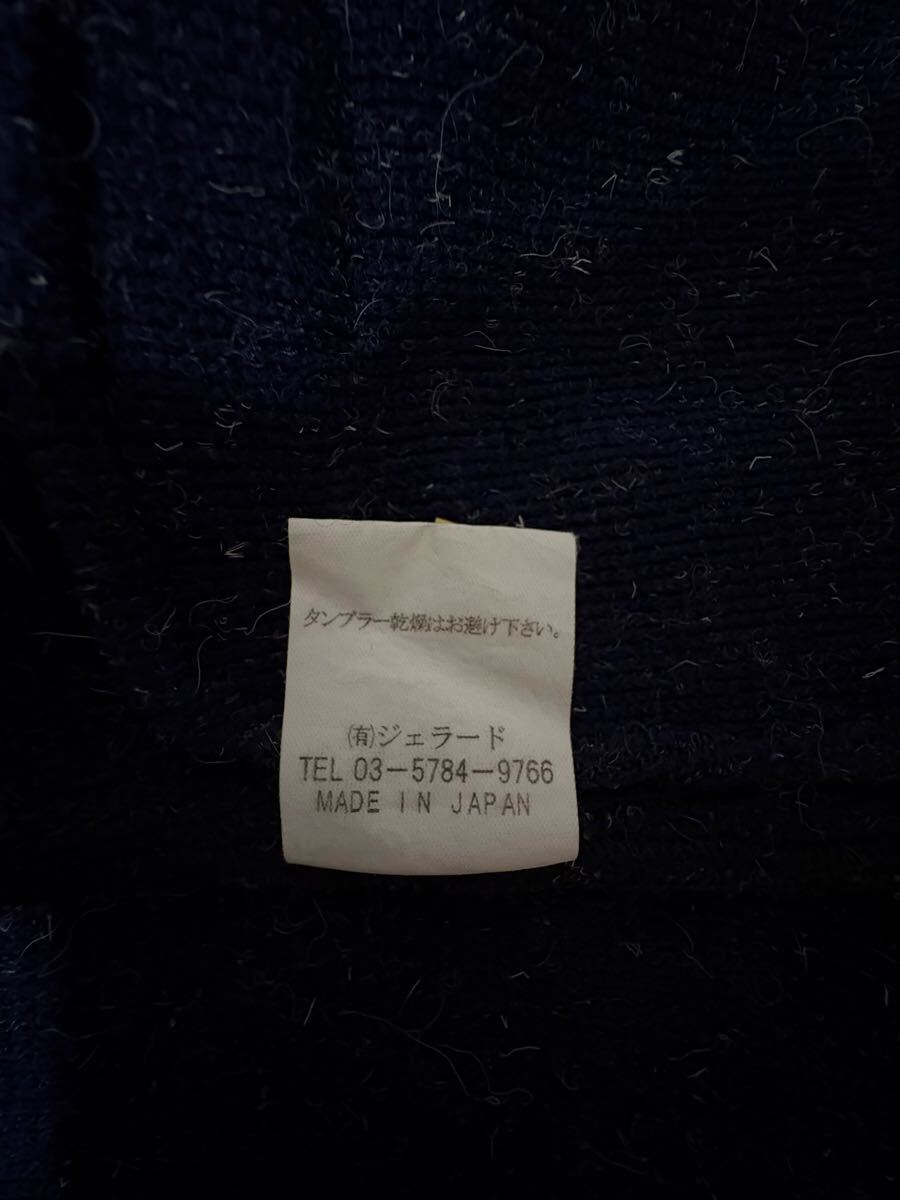 タンブラー乾燥はお避け下さい。
㈲ジェラード
TEL 03-5784-9766
MADE IN JAPAN